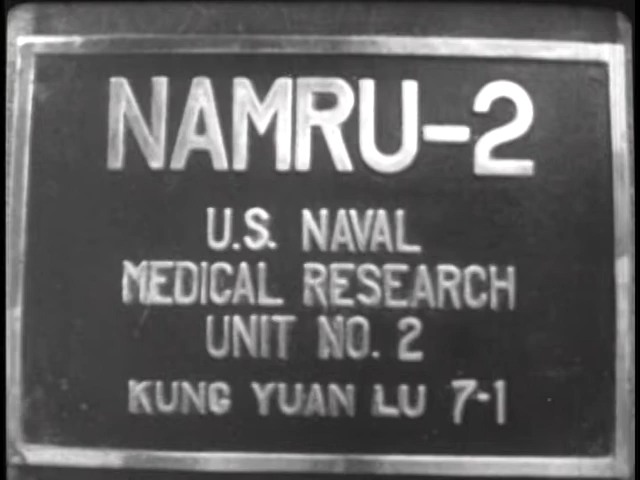 NAMRU-2
U.S. NAVAL
MEDICAL RESEARCH
UNIT NO. 2
KUNG YUAN LU 7-1